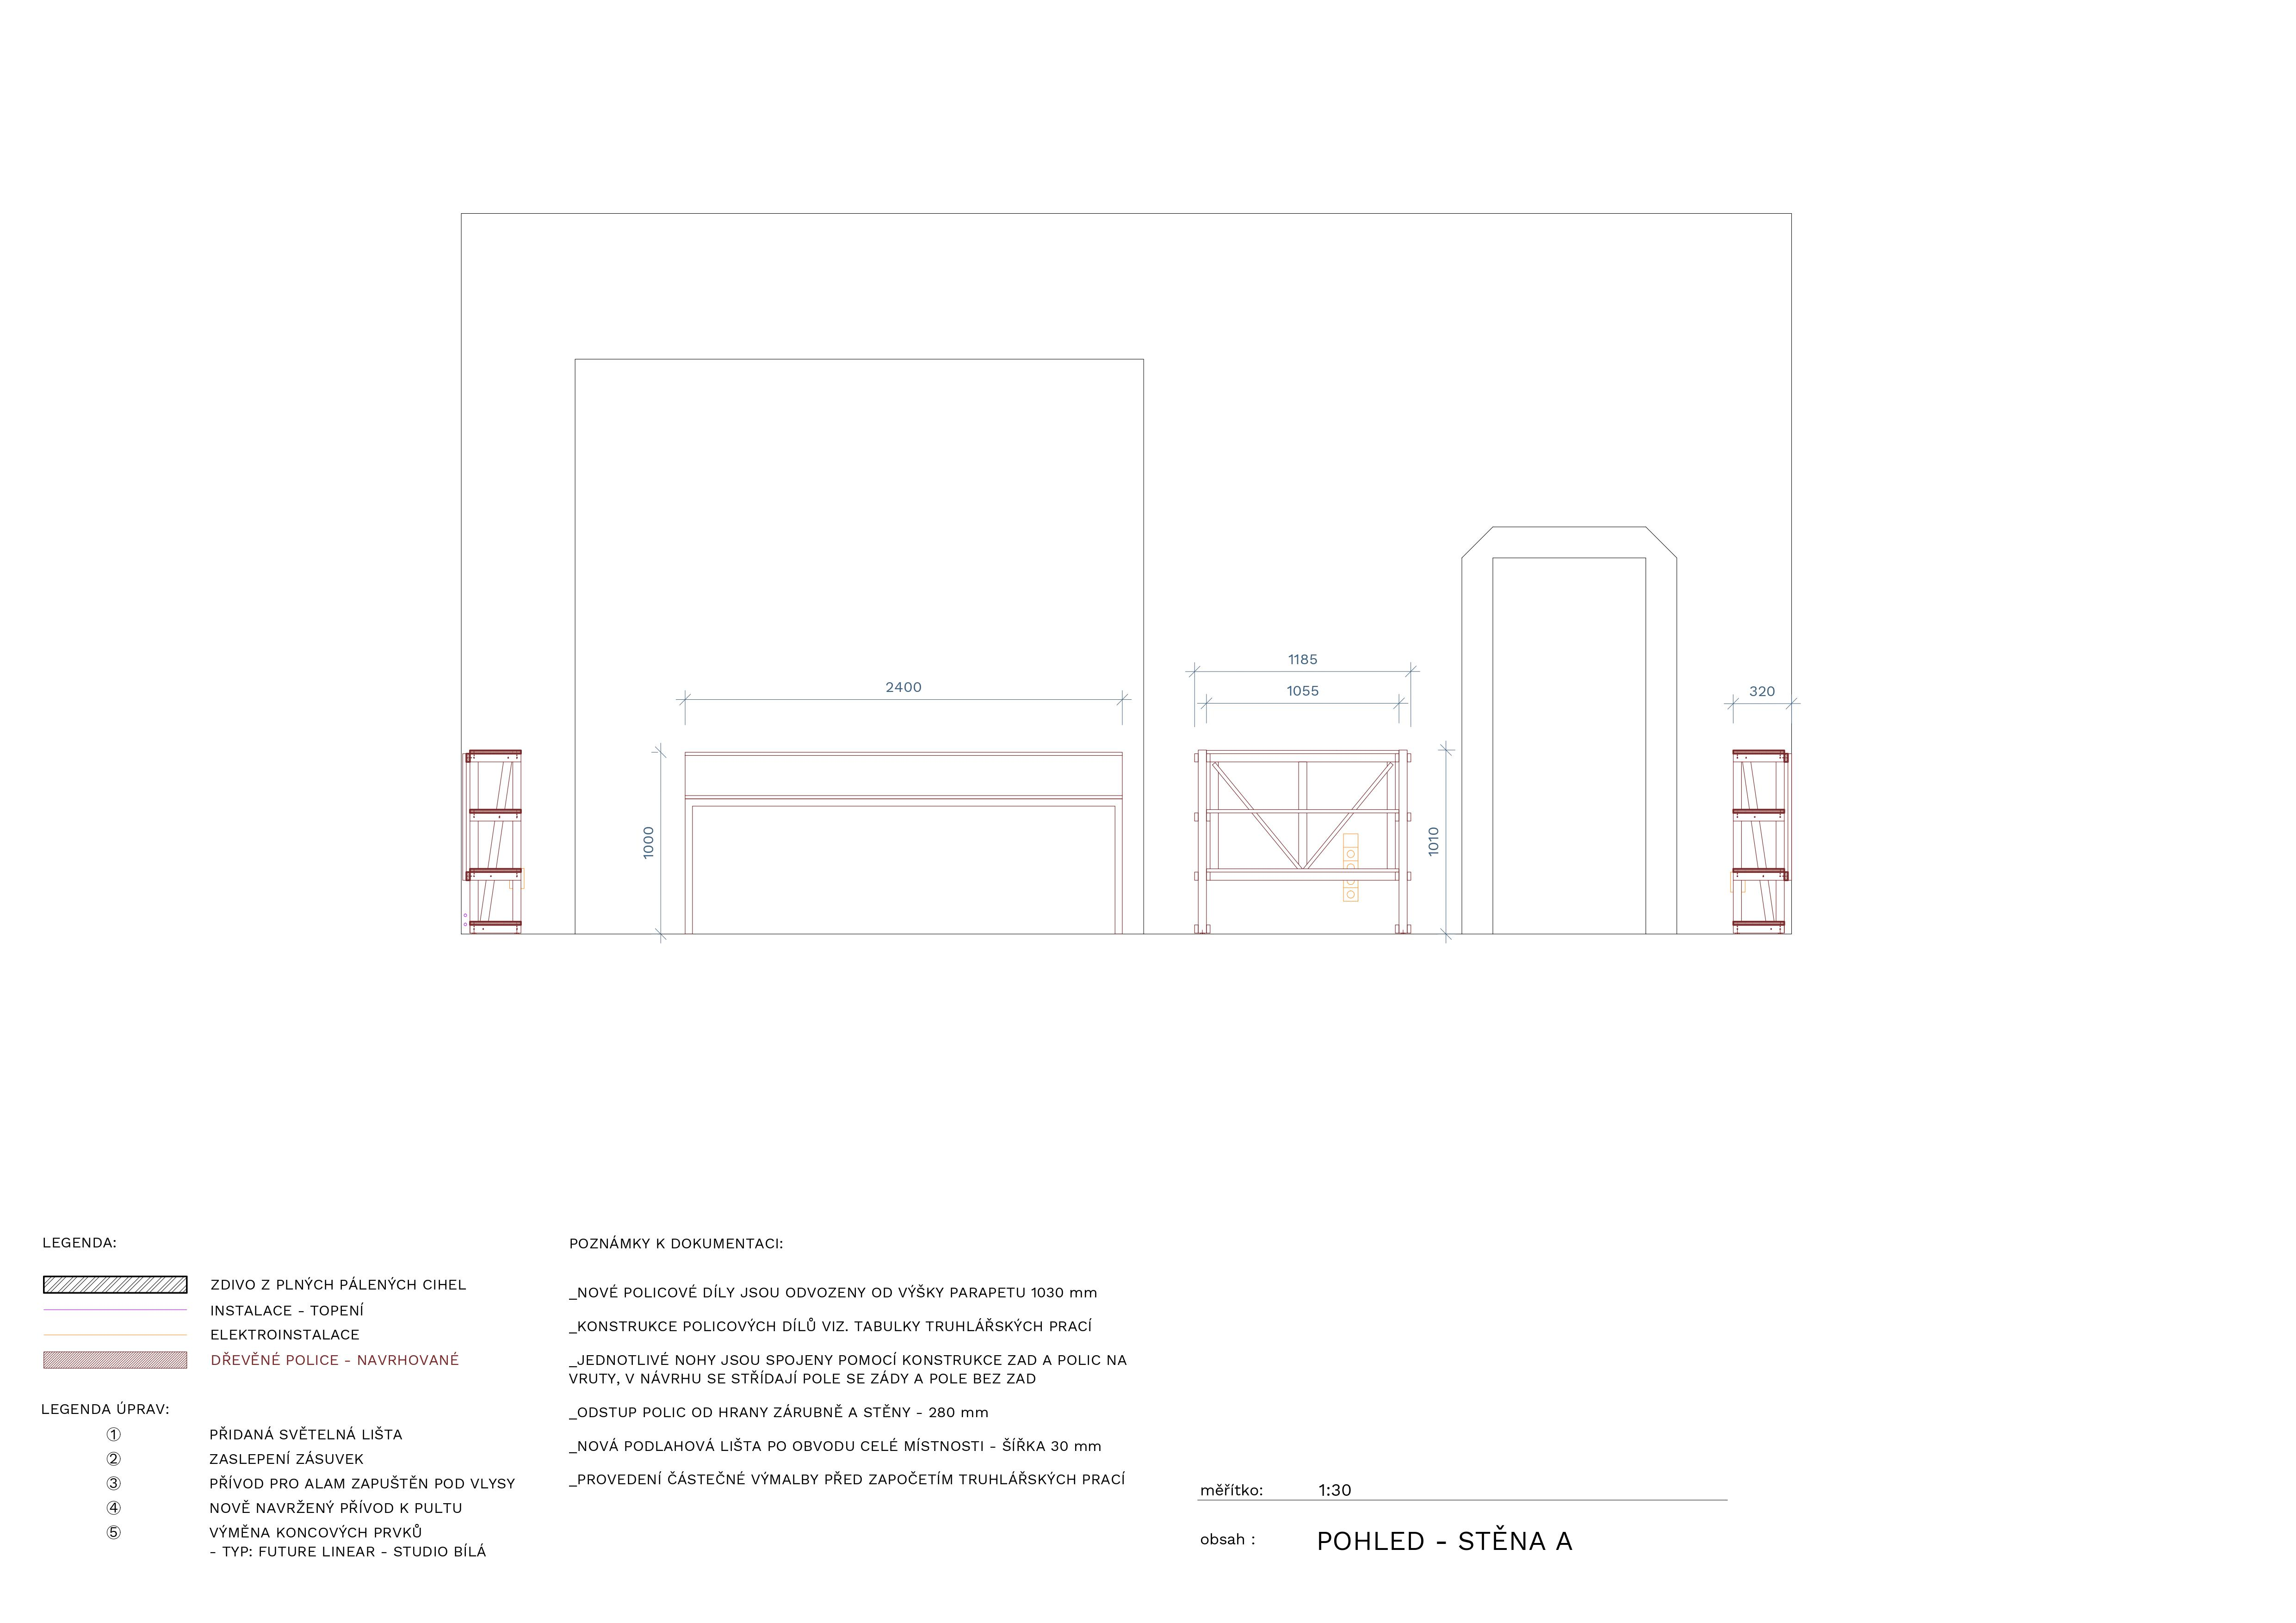 1185
2400
1055
320
1000
1010
LEGENDA:
ZDIVO Z PLNÝCH PÁLENÝCH CIHEL
INSTALACE - TOPENÍ
ELEKTROINSTALACE
DŘEVĚNÉ POLICE - NAVRHOVANÉ
LEGENDA ÚPRAV:
① PŘIDANÁ SVĚTELNÁ LIŠTA
② ZASLEPENÍ ZÁSUVEK
③ PŘÍVOD PRO ALAM ZAPUŠTĚN POD VLYSY
④ NOVĚ NAVRŽENÝ PŘÍVOD K PULTU
⑤ VÝMĚNA KONCOVÝCH PRVKŮ
- TYP: FUTURE LINEAR - STUDIO BÍLÁ
POZNÁMKY K DOKUMENTACI:
_NOVÉ POLICOVÉ DÍLY JSOU ODVOZENY OD VÝŠKY PARAPETU 1030 mm
_KONSTRUKCE POLICOVÝCH DÍLŮ VIZ. TABULKY TRUHLÁŘSKÝCH PRACÍ
_JEDNOTLIVÉ NOHY JSOU SPOJENY POMOCÍ KONSTRUKCE ZAD A POLIC NA
VRUTY, V NÁVRHU SE STŘÍDAJÍ POLE SE ZÁDY A POLE BEZ ZAD
_ODSTUP POLIC OD HRANY ZÁRUBNĚ A STĚNY - 280 mm
_NOVÁ PODLAHOVÁ LIŠTA PO OBVODU CELÉ MÍSTNOSTI - ŠÍŘKA 30 mm
_PROVEDENÍ ČÁSTEČNÉ VÝMALBY PŘED ZAPOČETÍM TRUHLÁŘSKÝCH PRACÍ
měřítko: 1:30
obsah : POHLED - STĚNA A